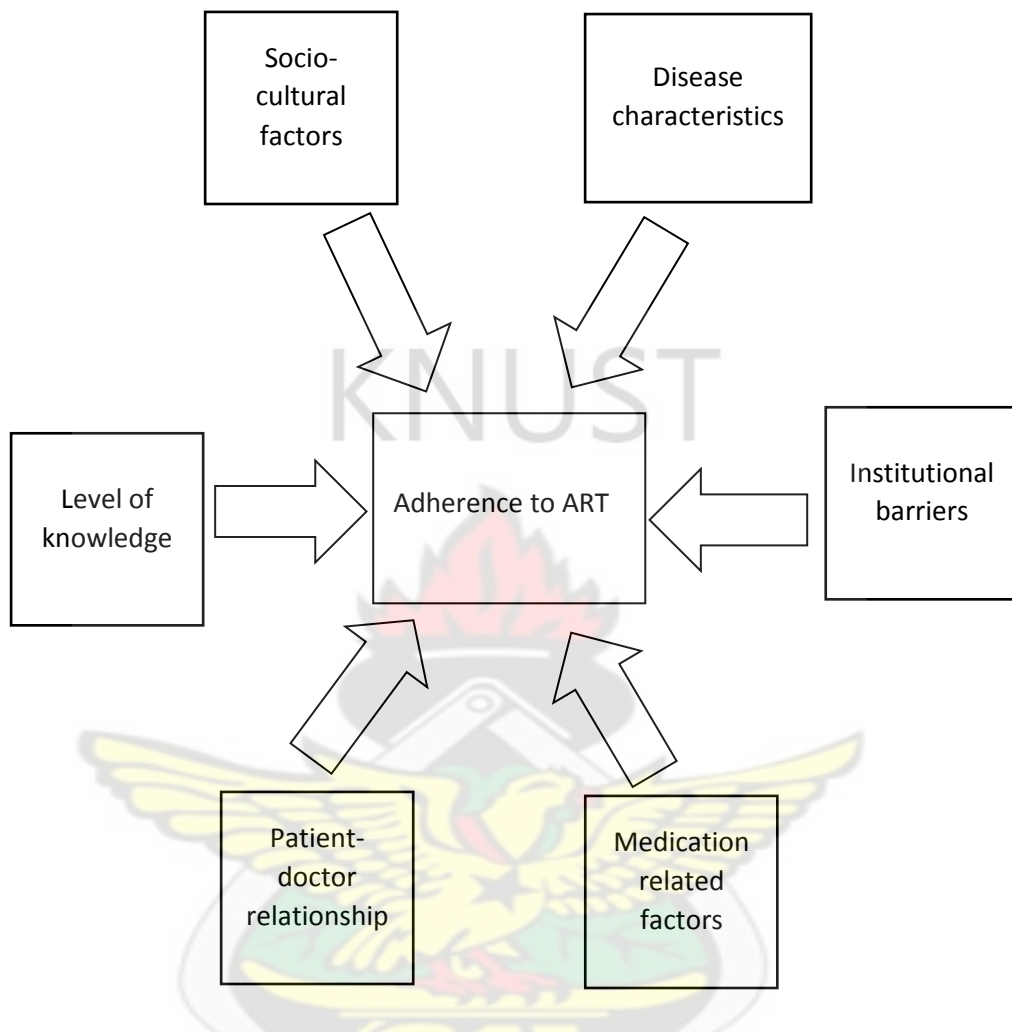 Socio-
cultural
factors
Disease
characteristics
KNUST
Level of
knowledge
Adherence to ART
Institutional
barriers
Patient-
doctor
relationship
Medication
related
factors